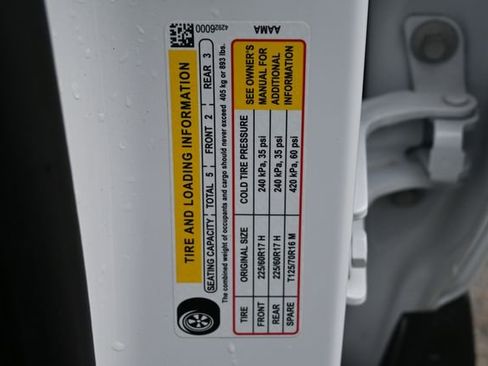 42926000 AAMA
TIRE AND LOADING INFORMATION
SEATING CAPACITY TOTAL 5 FRONT 2 REAR 3
The combined weight of occupants and cargo should never exceed 405 kg or 893 lbs.
TIRE ORIGINAL SIZE COLD TIRE PRESSURE SEE OWNER'S
FRONT 225/60R17 H 240 kPa, 35 psi MANUAL FOR
REAR 225/60R17 H 240 kPa, 35 psi ADDITIONAL
SPARE T125/70R16 M 420 kPa, 60 psi INFORMATION